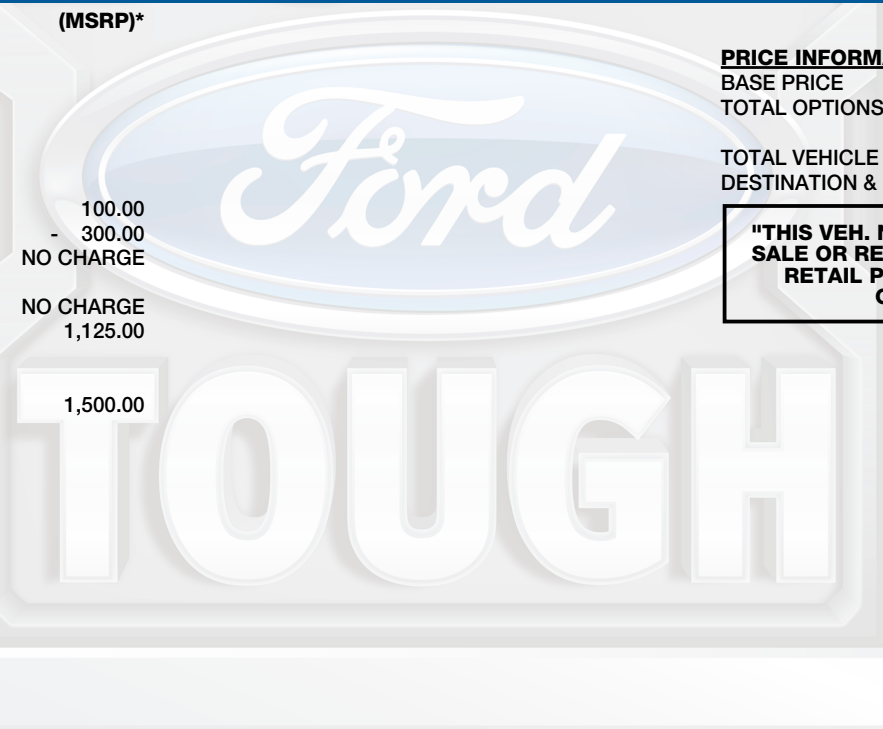 (MSRP)*
100.00
- 300.00
NO CHARGE
NO CHARGE
1,125.00
1,500.00
PRICE INFORM
BASE PRICE
TOTAL OPTIONS
TOTAL VEHICLE
DESTINATION &
"THIS VEH.
SALE OR RE
RETAIL P
Ford
TOUGH